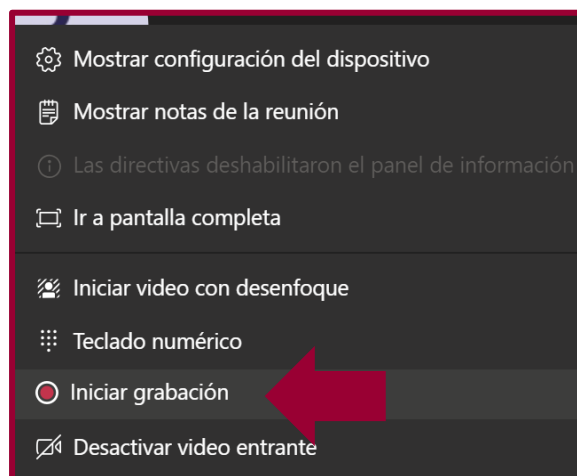 Mostrar configuración del dispositivo
Mostrar notas de la reunión
Las directivas deshabilitaron el panel de información
Ir a pantalla completa
Iniciar video con desenfoque
Teclado numérico
Iniciar grabación
Desactivar video entrante